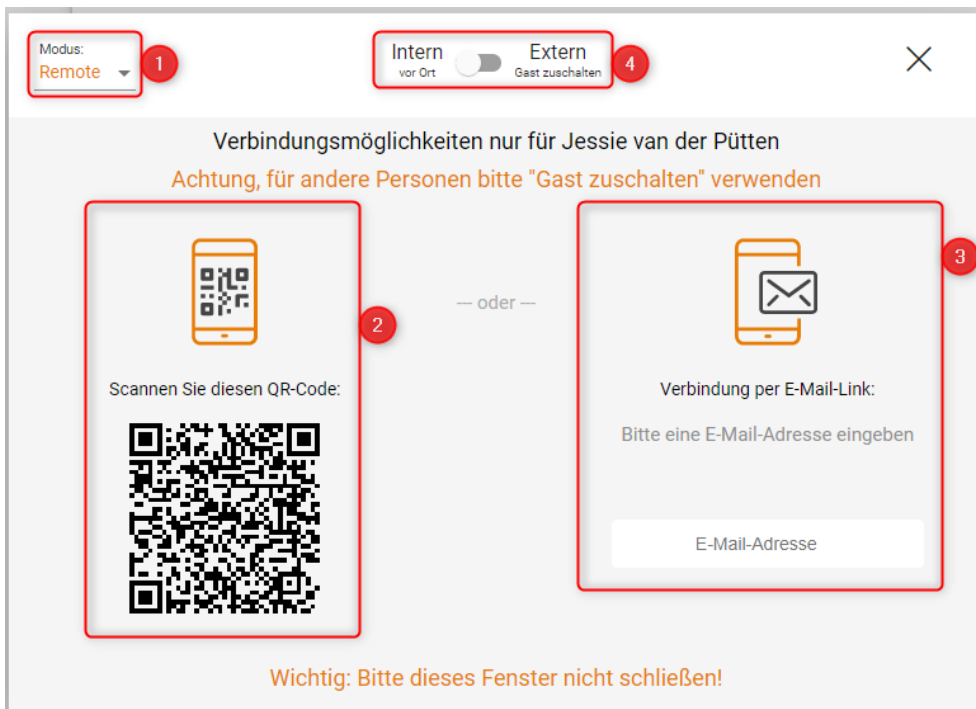 Modus:
Remote
1
Intern
vor Ort
Extern
Gast zuschalten
4
Verbindungsmöglichkeiten nur für Jessie van der Pütten
Achtung, für andere Personen bitte "Gast zuschalten" verwenden
2
Scannen Sie diesen QR-Code:
--- oder ---
3
Verbindung per E-Mail-Link:
Bitte eine E-Mail-Adresse eingeben
E-Mail-Adresse
Wichtig: Bitte dieses Fenster nicht schließen!